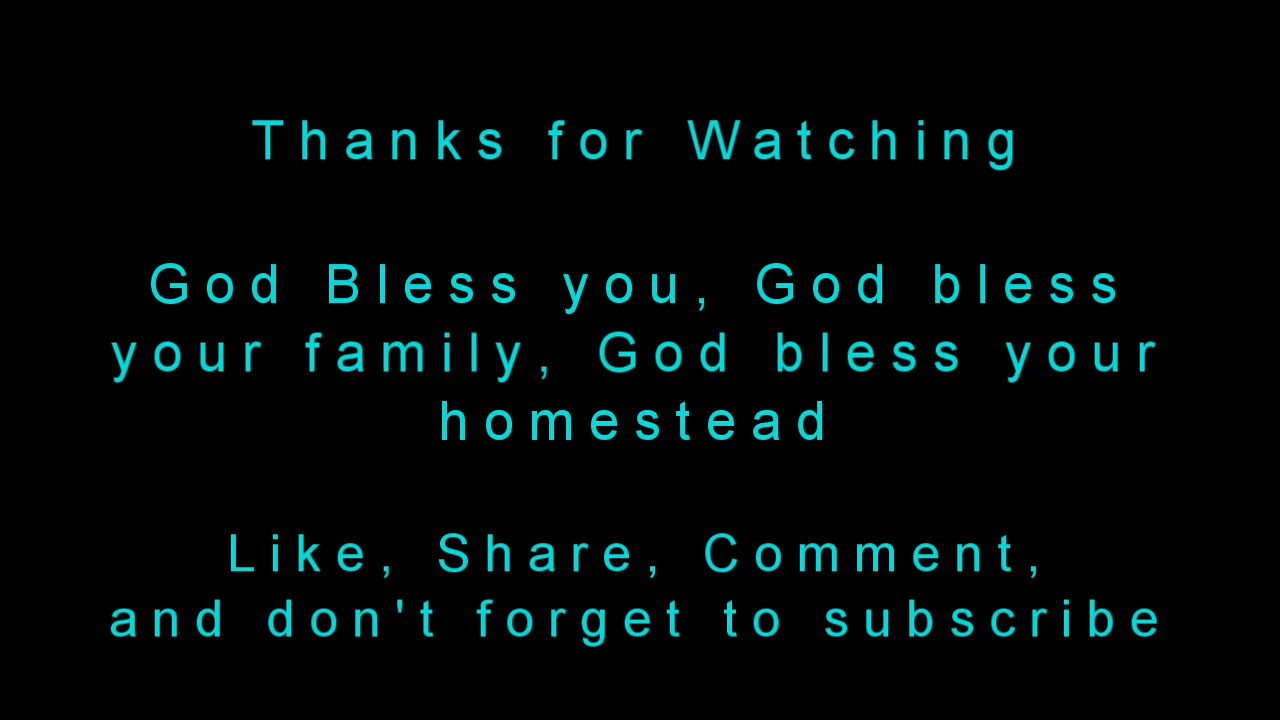 Thanks for Watching
God Bless you, God bless
your family, God bless your
homestead
Like, Share, Comment,
and don't forget to subscribe